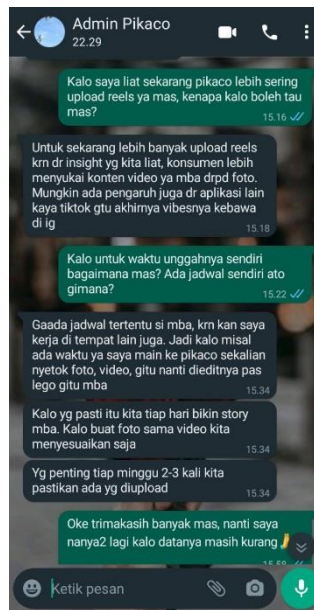 Admin Pikaco
22.29
Kalo saya liat sekarang pikaco lebih sering
upload reels ya mas, kenapa kalo boleh tau
mas?
15.16
Untuk sekarang lebih banyak upload reels
krn dr insight yg kita liat, konsumen lebih
menyukai konten video ya mba drpd foto.
Mungkin ada pengaruh juga dr aplikasi lain
kaya tiktok gtu akhirnya vibesnya kebawa
di ig
15.18
Kalo untuk waktu unggahnya sendiri
bagaimana mas? Ada jadwal sendiri ato
gimana?
15.22
Gaada jadwal tertentu si mba, krn kan saya
kerja di tempat lain juga. Jadi kalo misal
ada waktu ya saya main ke pikaco sekalian
nyetok foto, video, gitu nanti dieditnya pas
lego gitu mba
15.34
Kalo yg pasti itu kita tiap hari bikin story
mba. Kalo buat foto sama video kita
menyesuaikan saja
15.34
Yg penting tiap minggu 2-3 kali kita
pastikan ada yg diupload
15.34
Oke trimakasih banyak mas, nanti saya
nanya2 lagi kalo datanya masih kurang
Ketik pesan